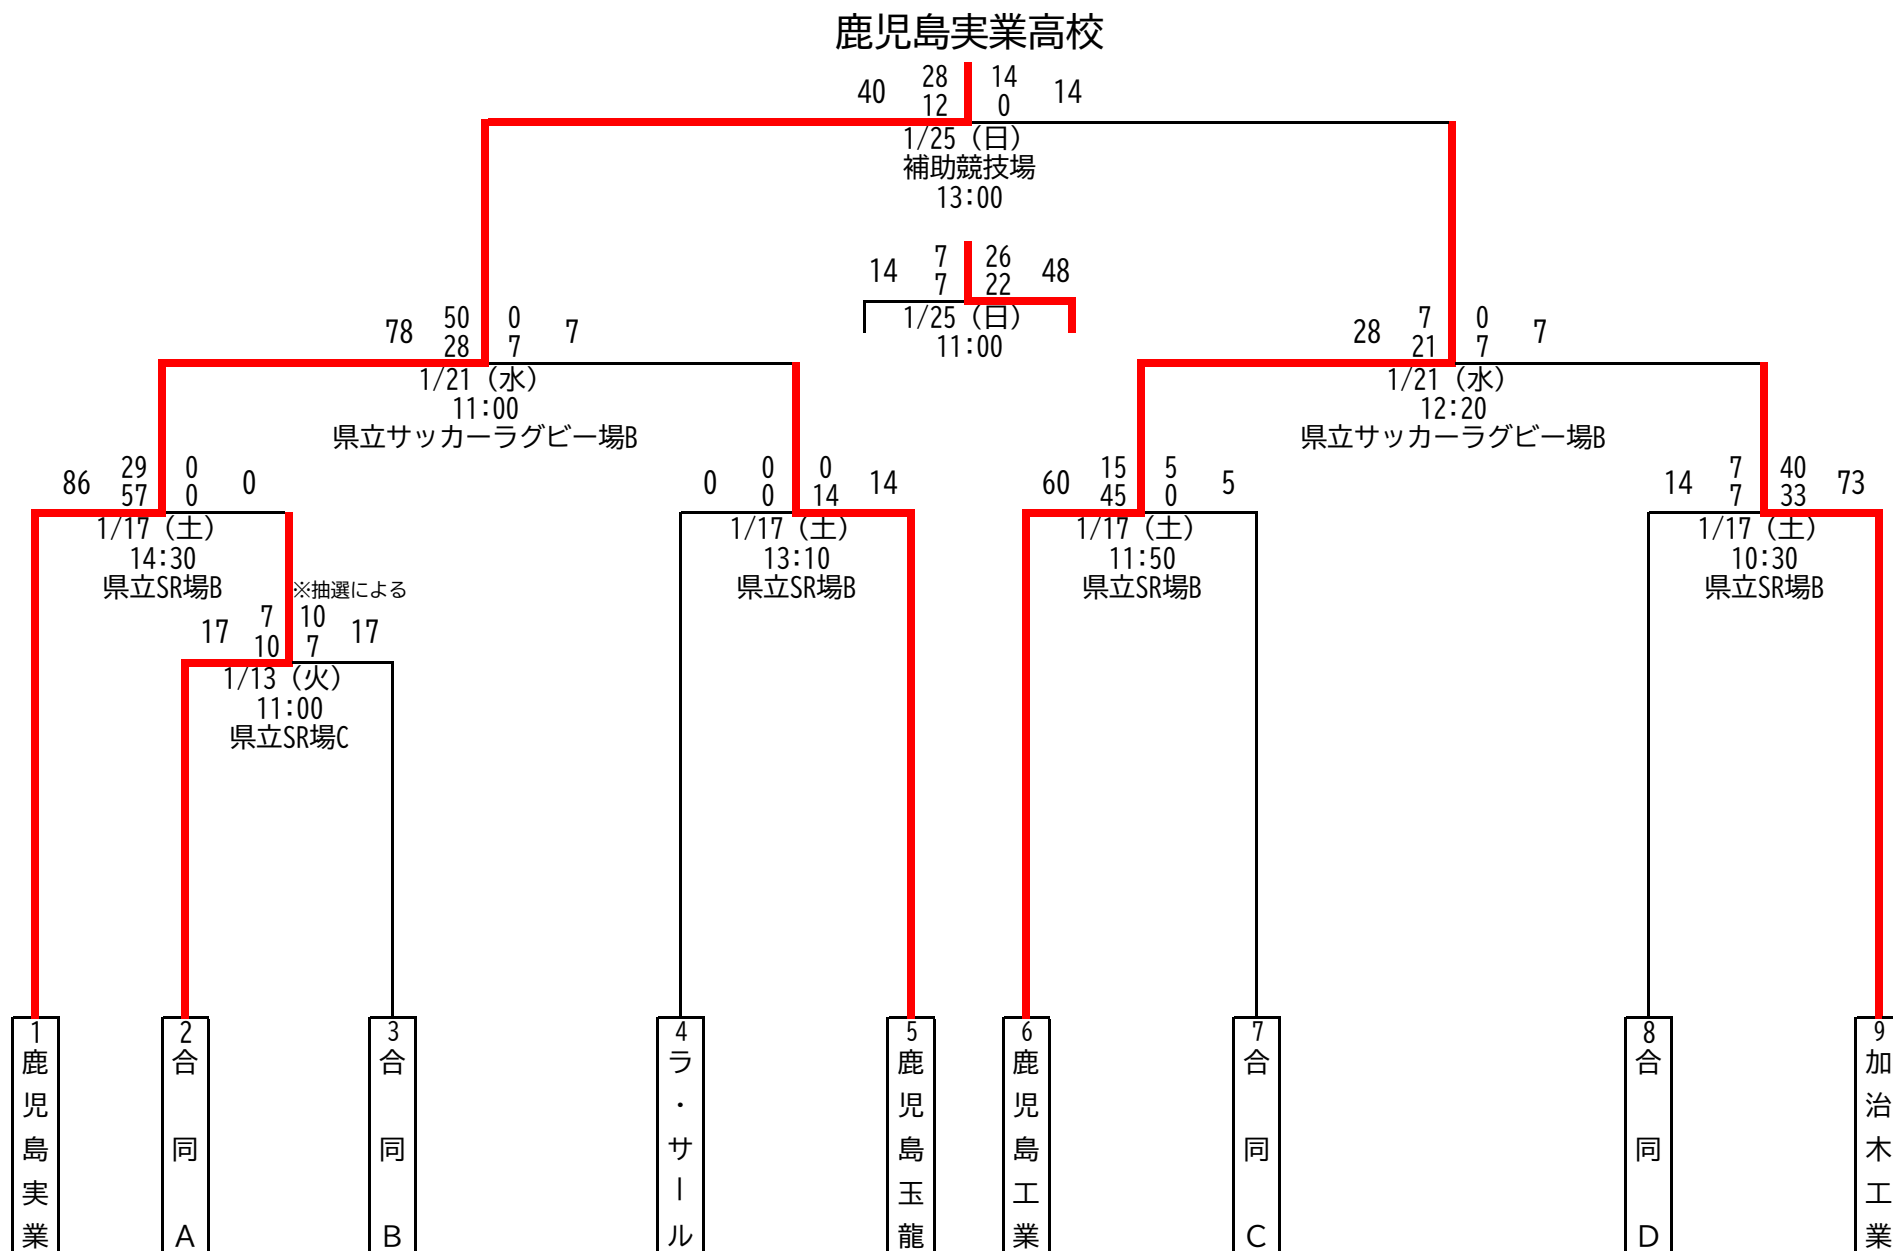 鹿児島実業高校
40 28 14 14
12 0
1/25（日）
補助競技場
13:00
14 7 26 48
7 22
1/25（日）
11:00
78 50 0 7
28 7
1/21（水）
11:00
県立サッカーラグビー場B
28 7 0 7
21 7
1/21（水）
12:20
県立サッカーラグビー場B
86 29 0 0
57 0
1/17（土）
14:30
県立SR場B
0 0 0 14
0 14
1/17（土）
13:10
県立SR場B
60 15 5 5
45 0
1/17（土）
11:50
県立SR場B
14 7 40 73
7 33
1/17（土）
10:30
県立SR場B
※抽選による
17 7 10 17
10 7
1/13（火）
11:00
県立SR場C
1 鹿児島実業
2 合同A
3 合同B
4 ラ・サール
5 鹿児島玉龍
6 鹿児島工業
7 合同C
8 合同D
9 加治木工業